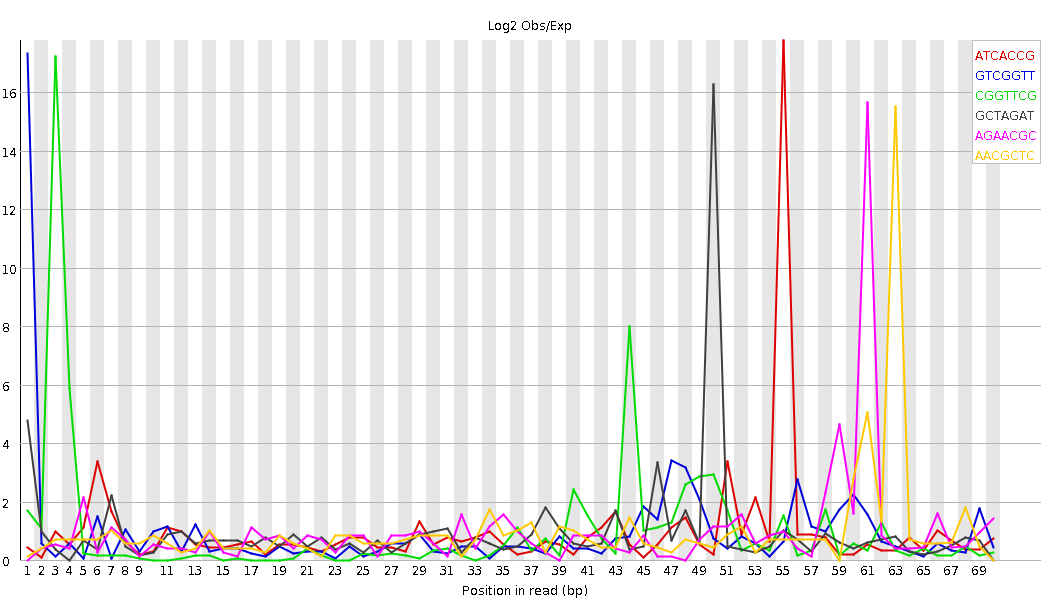 Log2 Obs/Exp
ATCACCG
GTCGGTT
CGGTTCG
GCTAGAT
AGAACGC
AACGCTC
16
14
12
10
8
6
4
2
0
1 2 3 4 5 6 7 8 9 11 13 15 17 19 21 23 25 27 29 31 33 35 37 39 41 43 45 47 49 51 53 55 57 59 61 63 65 67 69
Position in read (bp)